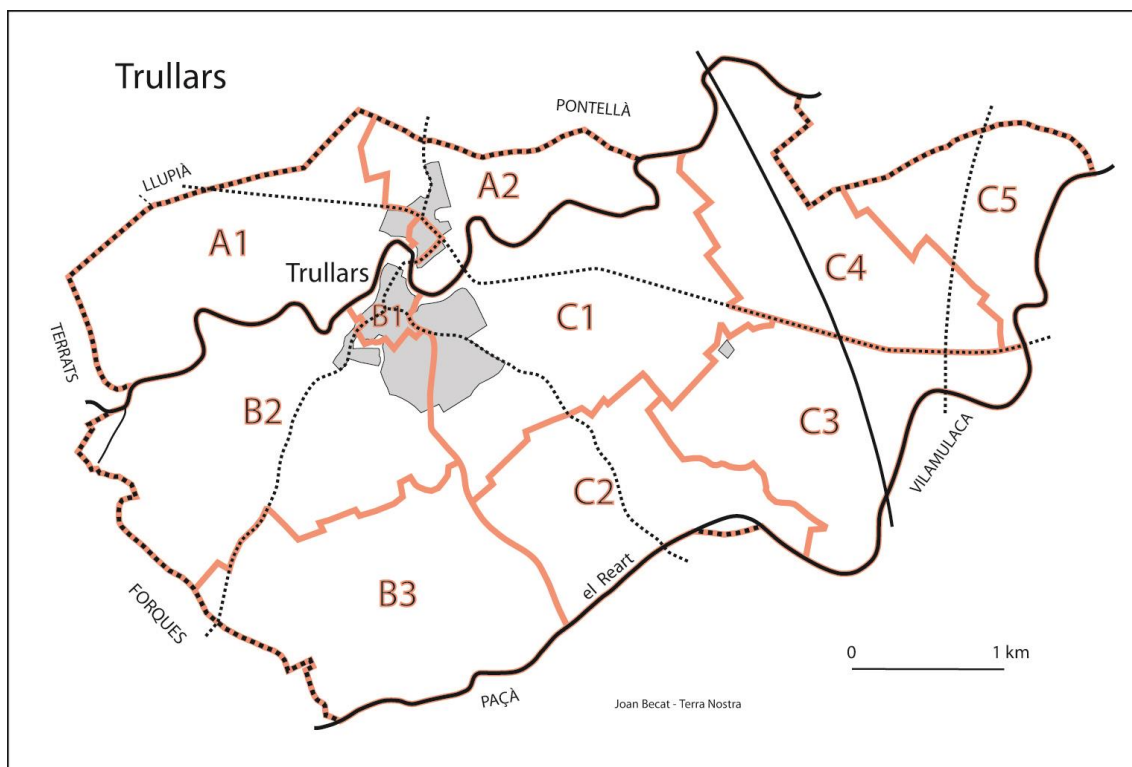 Trullars
PONTELLÀ
LLUPIÀ
A2
C5
A1
C4
Trullars
B1
C1
TERRATS
B2
C3
VILAMULACA
C2
el Reart
B3
FORQUES
0 1 km
PAÇÀ
Joan Becat - Terra Nostra